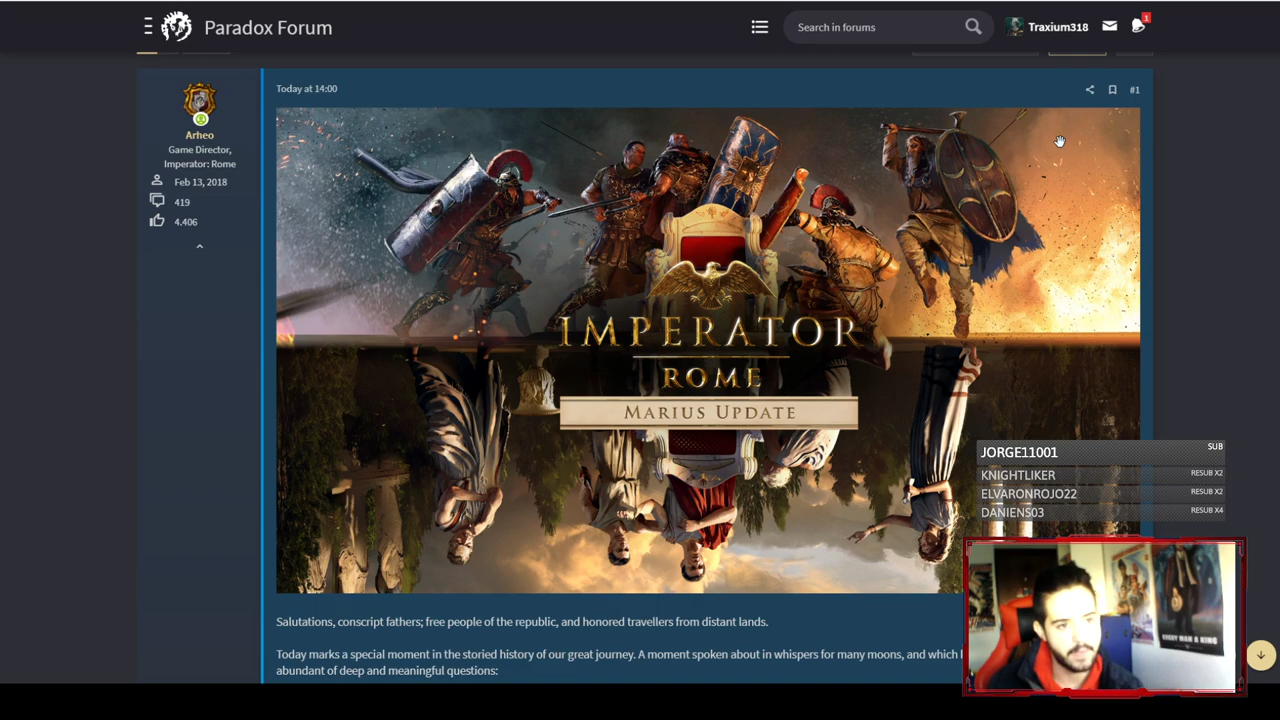 Paradox Forum
Search in forums
Traxium318
1
Today at 14:00
#1
Arheo
Game Director,
Imperator: Rome
Feb 13, 2018
419
4.406
IMPERATOR
ROME
MARIUS UPDATE
JORGE11001 SUB
KNIGHTLIKER RESUB X2
ELVARONROJO22 RESUB X2
DANIENS03 RESUB X4
EVERY MAN A KING
Salutations, conscript fathers; free people of the republic, and honored travellers from distant lands.
Today marks a special moment in the storied history of our great journey. A moment spoken about in whispers for many moons, and which
abundant of deep and meaningful questions: